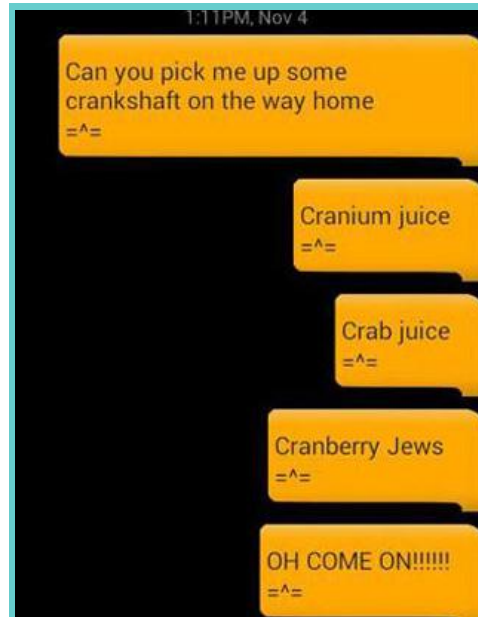 1:11PM, Nov 4
Can you pick me up some
crankshaft on the way home
=^=
Cranium juice
=^=
Crab juice
=^=
Cranberry Jews
=^=
OH COME ON!!!!!!
=^=